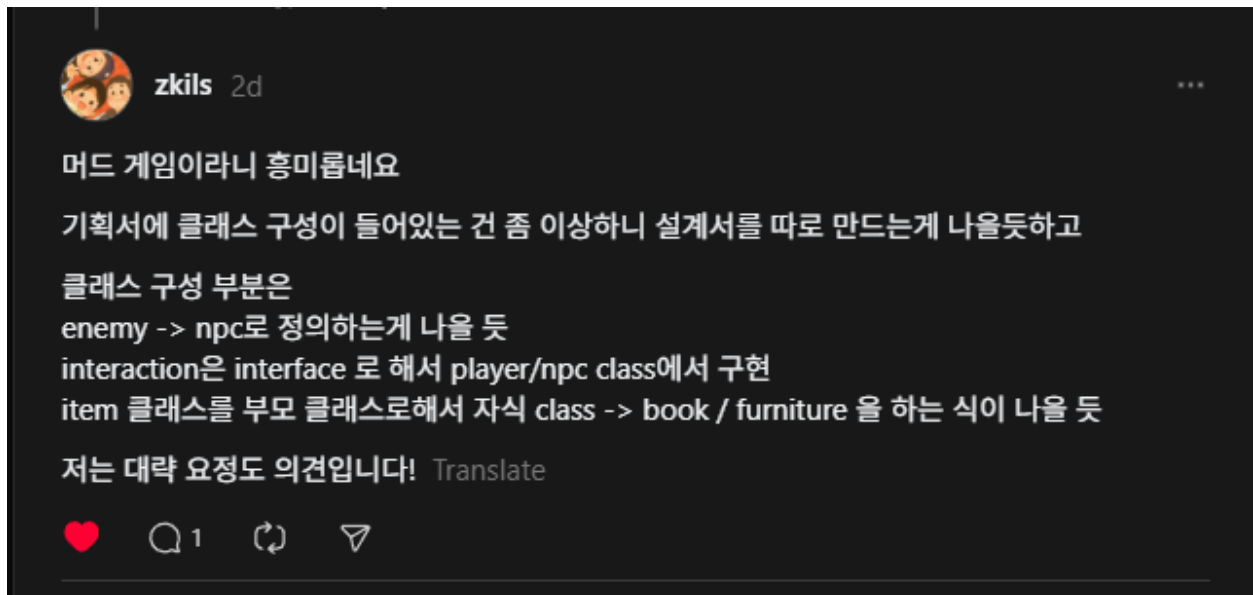 zkils 2d
머드 게임이라니 흥미롭네요
기획서에 클래스 구성이 들어있는 건 좀 이상하니 설계서를 따로 만드는게 나을듯하고
클래스 구성 부분은
enemy -> npc로 정의하는게 나을 듯
interaction은 interface 로 해서 player/npc class에서 구현
item 클래스를 부모 클래스로해서 자식 class -> book / furniture 을 하는 식이 나을 듯
저는 대략 요정도 의견입니다! Translate
1